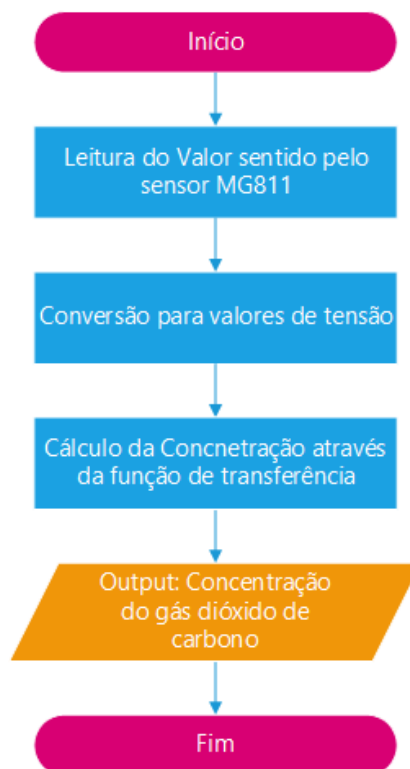 Início
Leitura do Valor sentido pelo
sensor MG811
Conversão para valores de tensão
Cálculo da Concnetração através
da função de transferência
Output: Concentração
do gás dióxido de
carbono
Fim